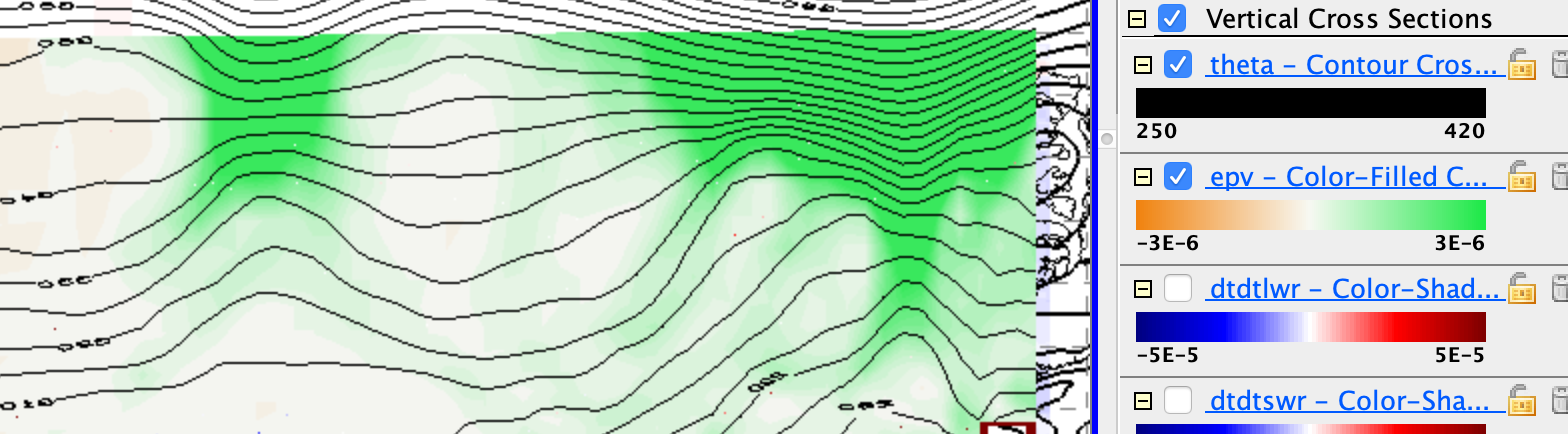 Vertical Cross Sections
theta – Contour Cros...
250 420
epv – Color-Filled C...
-3E-6 3E-6
dtdtlwr – Color-Shad...
-5E-5 5E-5
dtdtswr – Color-Sha...